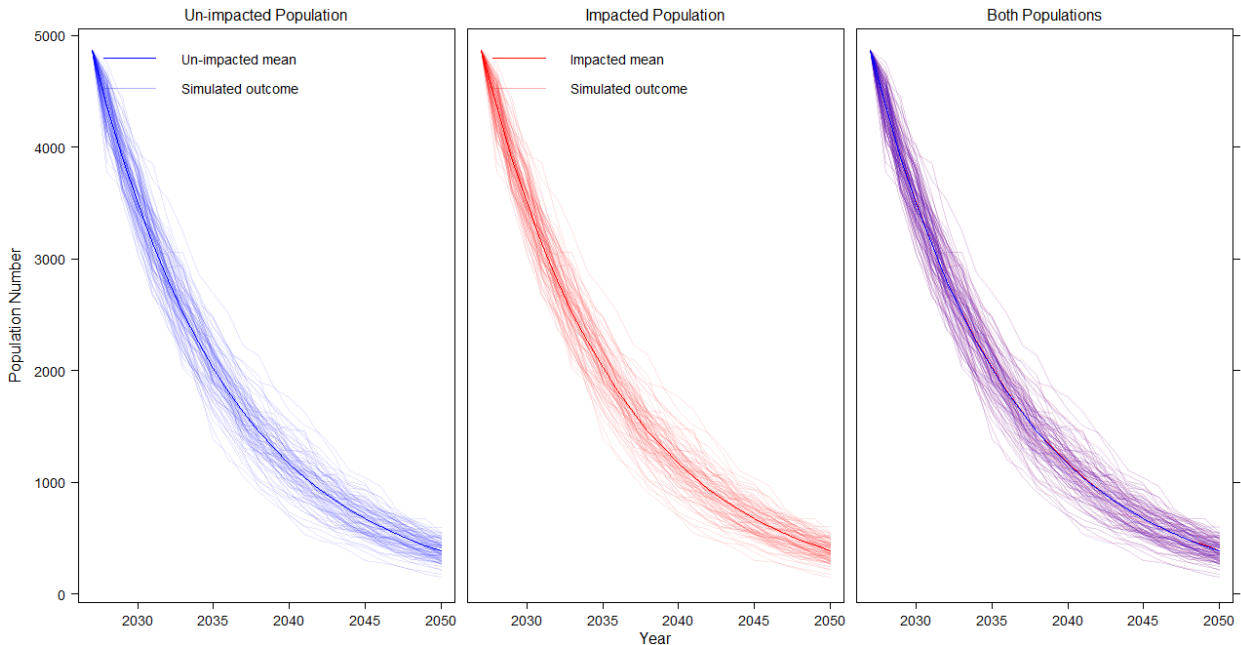 Un-impacted Population
Impacted Population
Both Populations
Un-impacted mean
Simulated outcome
Impacted mean
Simulated outcome
Population Number
5000
4000
3000
2000
1000
0
2030 2035 2040 2045 2050
2030 2035 2040 2045 2050
2030 2035 2040 2045 2050
Year